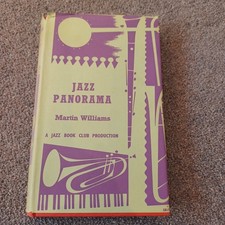 JAZZ
PANORAMA
Martin Williams
A JAZZ BOOK CLUB PRODUCTION